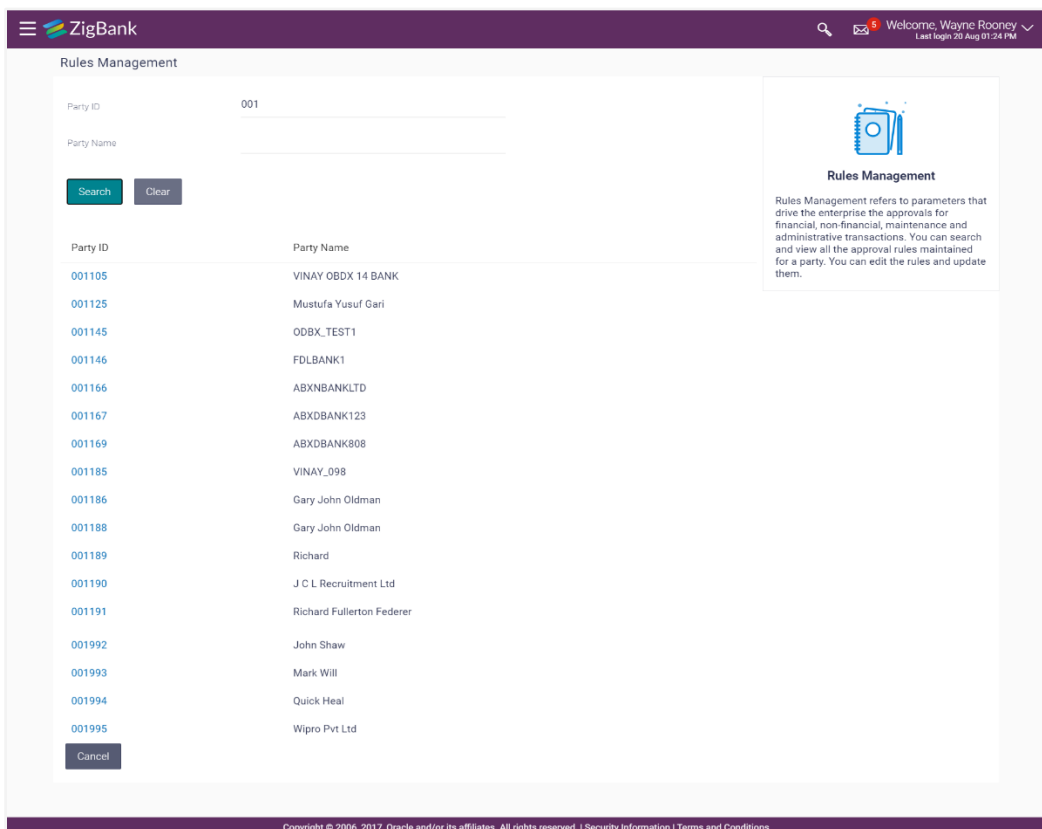 ZigBank
5
Welcome, Wayne Rooney
Last login 20 Aug 01:24 PM
Rules Management
Party ID
001
Party Name
Search
Clear
Rules Management
Rules Management refers to parameters that
drive the enterprise the approvals for
financial, non-financial, maintenance and
administrative transactions. You can search
and view all the approval rules maintained
for a party. You can edit the rules and update
them.
Party ID Party Name
001105 VINAY OBDX 14 BANK
001125 Mustufa Yusuf Gari
001145 ODBX_TEST1
001146 FDLBANK1
001166 ABXNBANKLTD
001167 ABXDBANK123
001169 ABXDBANK808
001185 VINAY_098
001186 Gary John Oldman
001188 Gary John Oldman
001189 Richard
001190 J C L Recruitment Ltd
001191 Richard Fullerton Federer
001992 John Shaw
001993 Mark Will
001994 Quick Heal
001995 Wipro Pvt Ltd
Cancel
Copyright © 2006, 2017, Oracle and/or its affiliates. All rights reserved. | Security Information | Terms and Conditions